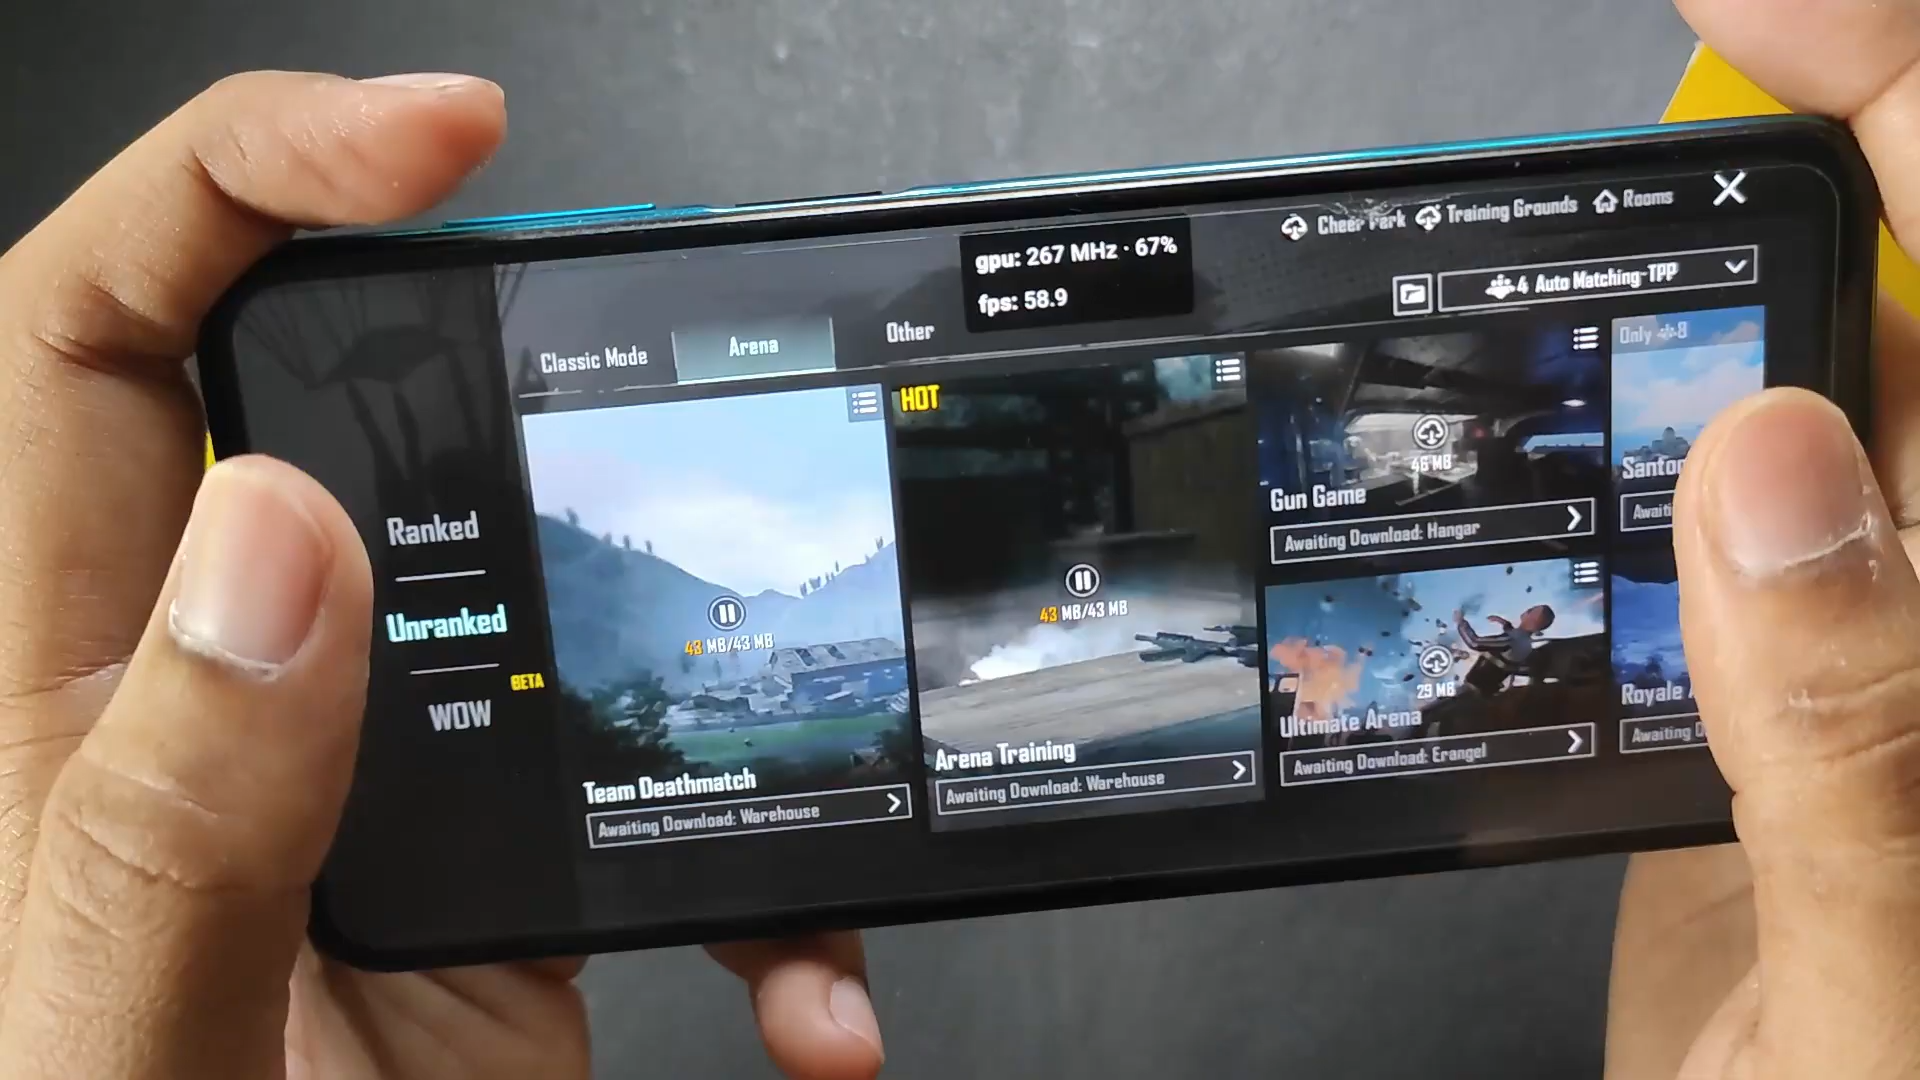 Cheer Park
Training Grounds
Rooms
gpu: 267 MHz · 67%
fps: 58.9
4 Auto Matching-TPP
Classic Mode
Arena
Other
Ranked
Unranked
BETA
WOW
43 MB/43 MB
Team Deathmatch
Awaiting Download: Warehouse
HOT
43 MB/43 MB
Arena Training
Awaiting Download: Warehouse
46 MB
Gun Game
Awaiting Download: Hangar
29 MB
Ultimate Arena
Awaiting Download: Erangel
Only 8
Royale